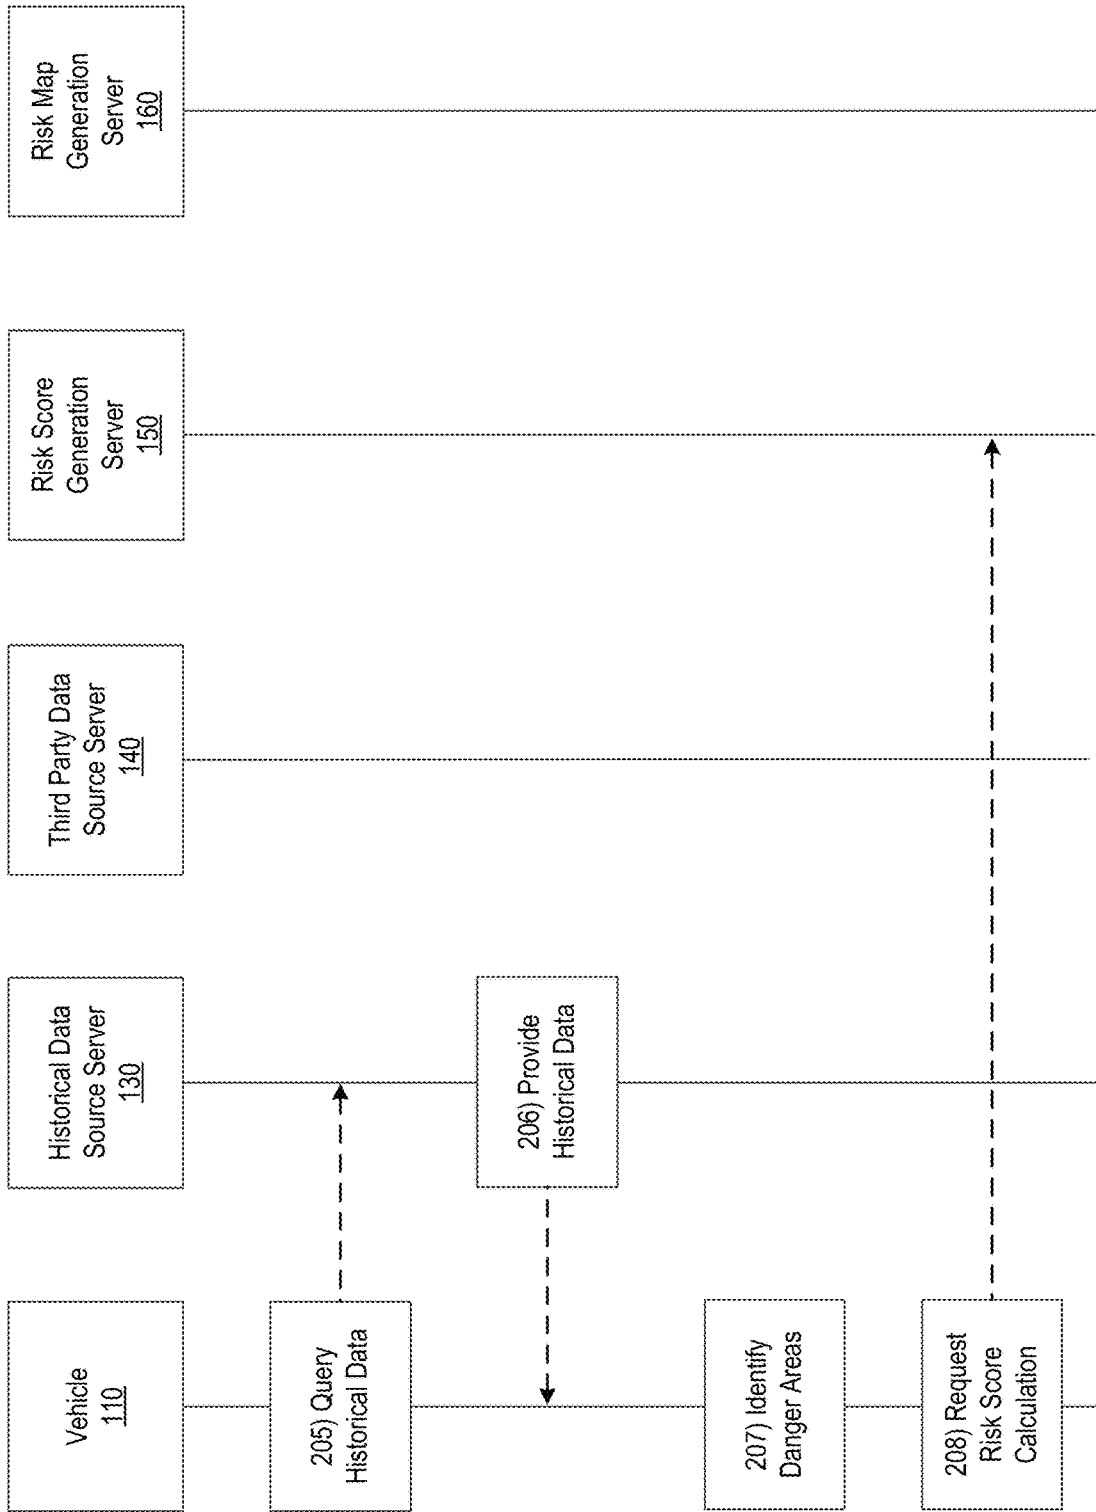 Vehicle
110
Historical Data
Source Server
130
Third Party Data
Source Server
140
Risk Score
Generation
Server
150
Risk Map
Generation
Server
160
205) Query
Historical Data
206) Provide
Historical Data
207) Identify
Danger Areas
208) Request
Risk Score
Calculation